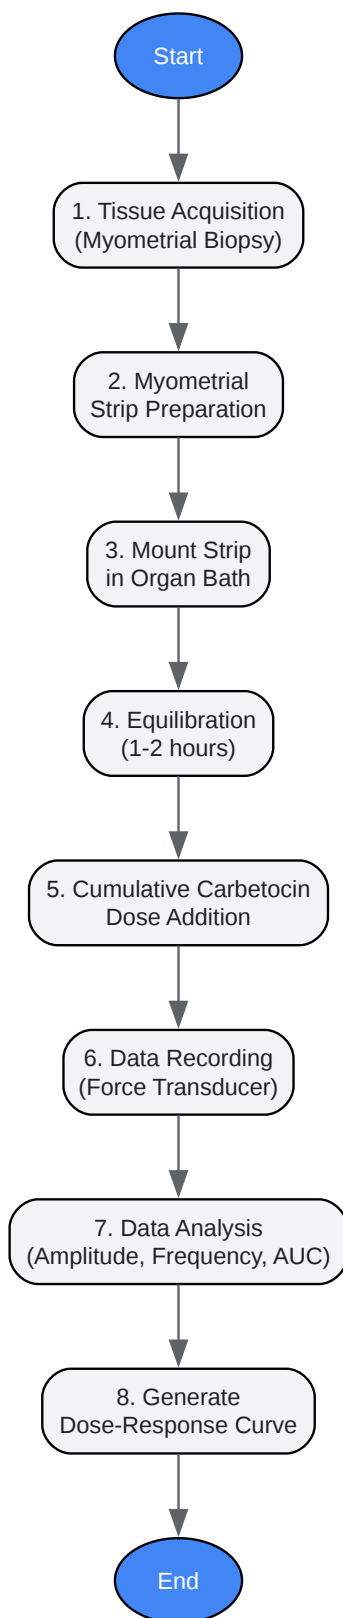 Start
1. Tissue Acquisition
(Myometrial Biopsy)
2. Myometrial
Strip Preparation
3. Mount Strip
in Organ Bath
4. Equilibration
(1-2 hours)
5. Cumulative Carbetocin
Dose Addition
6. Data Recording
(Force Transducer)
7. Data Analysis
(Amplitude, Frequency, AUC)
8. Generate
Dose-Response Curve
End